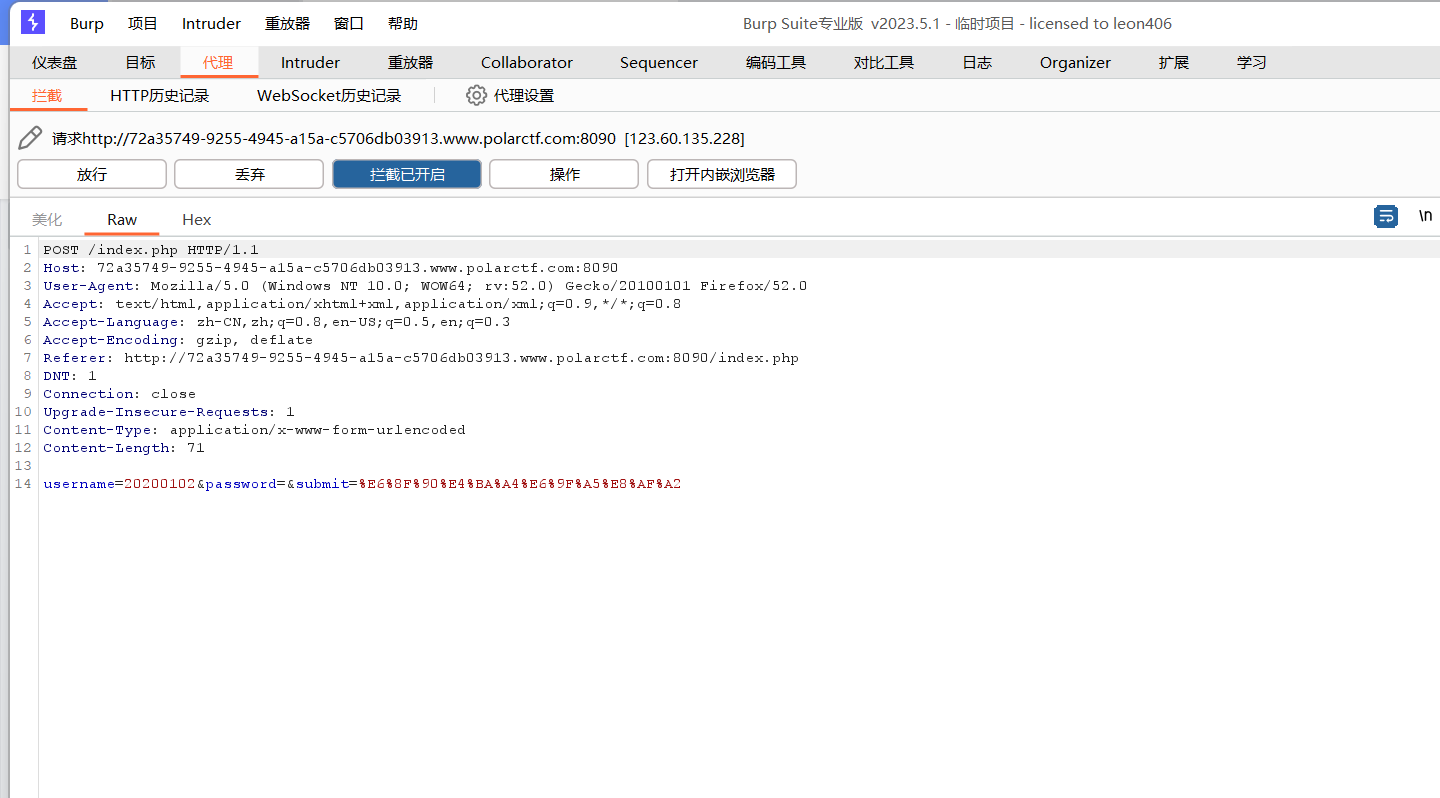 Burp 项目 Intruder 重放器 窗口 帮助 Burp Suite专业版 v2023.5.1 - 临时项目 - licensed to leon406
仪表盘 目标 代理 Intruder 重放器 Collaborator Sequencer 编码工具 对比工具 日志 Organizer 扩展 学习
拦截 HTTP历史记录 WebSocket历史记录 代理设置
请求http://72a35749-9255-4945-a15a-c5706db03913.www.polarctf.com:8090 [123.60.135.228]
放行 丢弃 拦截已开启 操作 打开内嵌浏览器
美化 Raw Hex \n
1 POST /index.php HTTP/1.1
2 Host: 72a35749-9255-4945-a15a-c5706db03913.www.polarctf.com:8090
3 User-Agent: Mozilla/5.0 (Windows NT 10.0; WOW64; rv:52.0) Gecko/20100101 Firefox/52.0
4 Accept: text/html,application/xhtml+xml,application/xml;q=0.9,*/*;q=0.8
5 Accept-Language: zh-CN,zh;q=0.8,en-US;q=0.5,en;q=0.3
6 Accept-Encoding: gzip, deflate
7 Referer: http://72a35749-9255-4945-a15a-c5706db03913.www.polarctf.com:8090/index.php
8 DNT: 1
9 Connection: close
10 Upgrade-Insecure-Requests: 1
11 Content-Type: application/x-www-form-urlencoded
12 Content-Length: 71
13
14 username=20200102&password=&submit=%E6%8F%90%E4%BA%A4%E6%9F%A5%E8%AF%A2